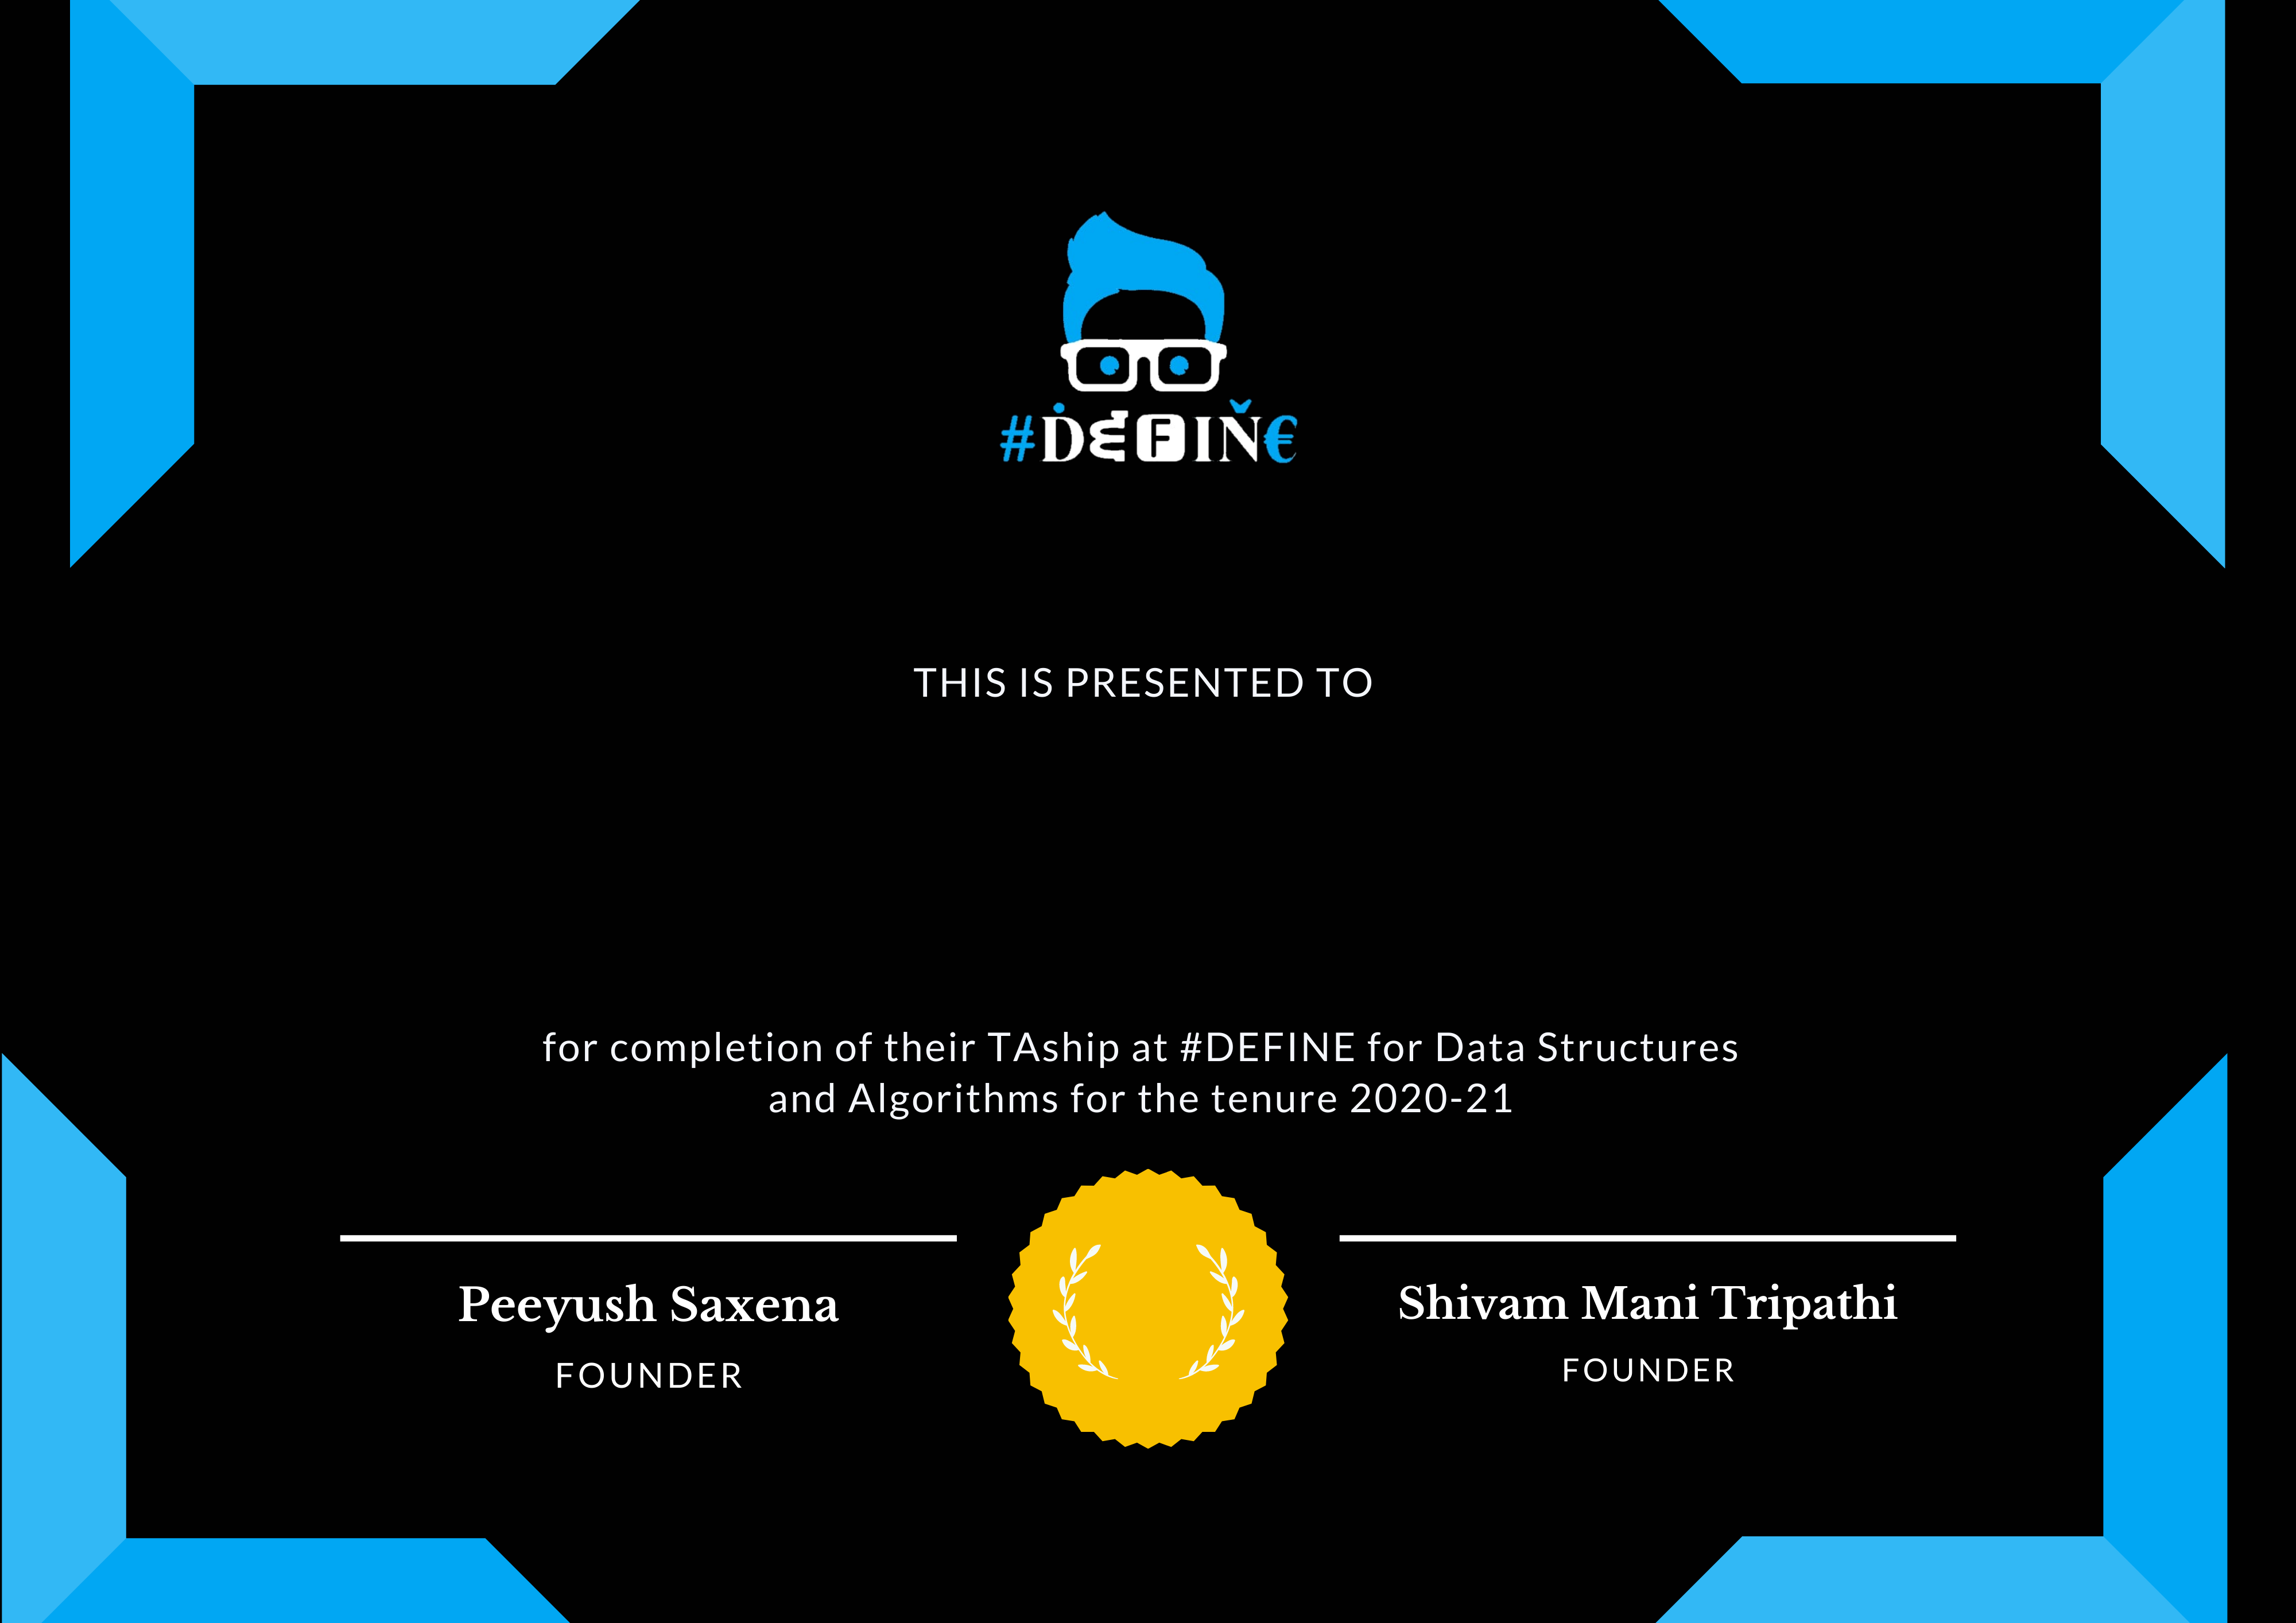 #DEFINE
THIS IS PRESENTED TO
for completion of their TAship at #DEFINE for Data Structures
and Algorithms for the tenure 2020-21
Peeyush Saxena
FOUNDER
Shivam Mani Tripathi
FOUNDER